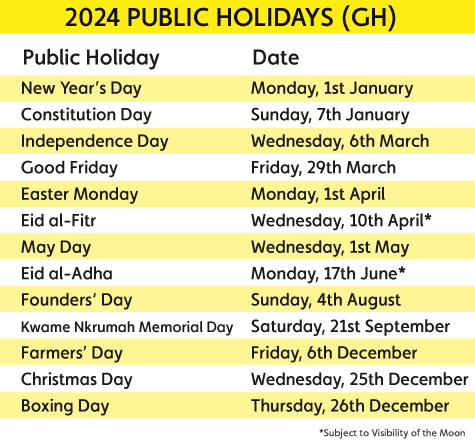 2024 PUBLIC HOLIDAYS (GH)
Public Holiday Date
New Year's Day Monday, 1st January
Constitution Day Sunday, 7th January
Independence Day Wednesday, 6th March
Good Friday Friday, 29th March
Easter Monday Monday, 1st April
Eid al-Fitr Wednesday, 10th April*
May Day Wednesday, 1st May
Eid al-Adha Monday, 17th June*
Founders' Day Sunday, 4th August
Kwame Nkrumah Memorial Day Saturday, 21st September
Farmers' Day Friday, 6th December
Christmas Day Wednesday, 25th December
Boxing Day Thursday, 26th December
*Subject to Visibility of the Moon